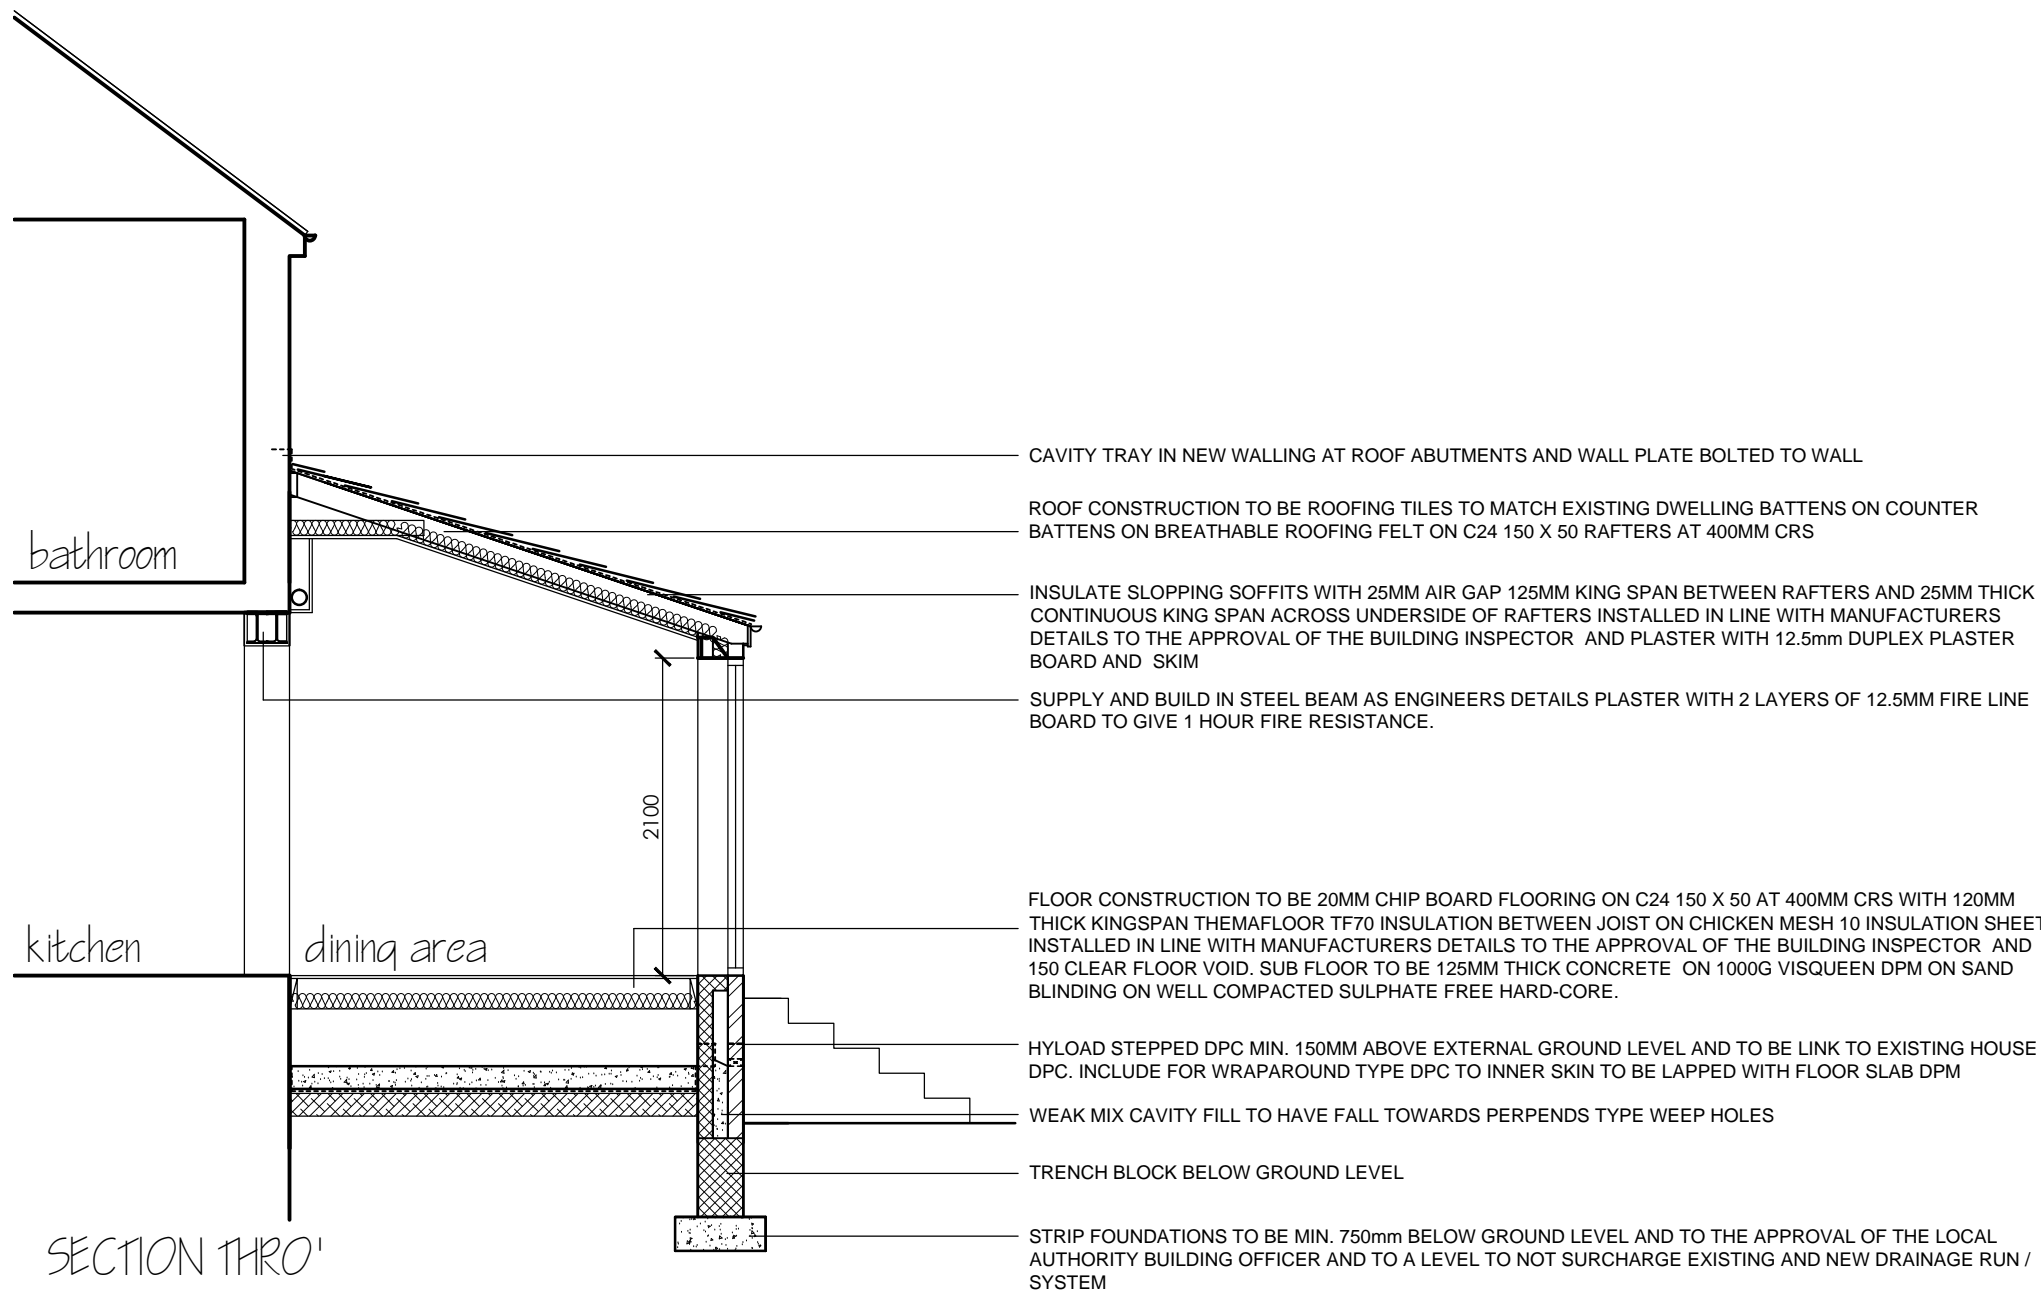 CAVITY TRAY IN NEW WALLING AT ROOF ABUTMENTS AND WALL PLATE BOLTED TO WALL
ROOF CONSTRUCTION TO BE ROOFING TILES TO MATCH EXISTING DWELLING BATTENS ON COUNTER
BATTENS ON BREATHABLE ROOFING FELT ON C24 150 X 50 RAFTERS AT 400MM CRS
bathroom
INSULATE SLOPPING SOFFITS WITH 25MM AIR GAP 125MM KING SPAN BETWEEN RAFTERS AND 25MM THICK
CONTINUOUS KING SPAN ACROSS UNDERSIDE OF RAFTERS INSTALLED IN LINE WITH MANUFACTURERS
DETAILS TO THE APPROVAL OF THE BUILDING INSPECTOR AND PLASTER WITH 12.5mm DUPLEX PLASTER
BOARD AND SKIM
SUPPLY AND BUILD IN STEEL BEAM AS ENGINEERS DETAILS PLASTER WITH 2 LAYERS OF 12.5MM FIRE LINE
BOARD TO GIVE 1 HOUR FIRE RESISTANCE.
2100
kitchen
dining area
FLOOR CONSTRUCTION TO BE 20MM CHIP BOARD FLOORING ON C24 150 X 50 AT 400MM CRS WITH 120MM
THICK KINGSPAN THEMAFLOOR TF70 INSULATION BETWEEN JOIST ON CHICKEN MESH 10 INSULATION SHEET
INSTALLED IN LINE WITH MANUFACTURERS DETAILS TO THE APPROVAL OF THE BUILDING INSPECTOR AND
150 CLEAR FLOOR VOID. SUB FLOOR TO BE 125MM THICK CONCRETE ON 1000G VISQUEEN DPM ON SAND
BLINDING ON WELL COMPACTED SULPHATE FREE HARD-CORE.
HYLOAD STEPPED DPC MIN. 150MM ABOVE EXTERNAL GROUND LEVEL AND TO BE LINK TO EXISTING HOUSE
DPC. INCLUDE FOR WRAPAROUND TYPE DPC TO INNER SKIN TO BE LAPPED WITH FLOOR SLAB DPM
WEAK MIX CAVITY FILL TO HAVE FALL TOWARDS PERPENDS TYPE WEEP HOLES
TRENCH BLOCK BELOW GROUND LEVEL
STRIP FOUNDATIONS TO BE MIN. 750mm BELOW GROUND LEVEL AND TO THE APPROVAL OF THE LOCAL
AUTHORITY BUILDING OFFICER AND TO A LEVEL TO NOT SURCHARGE EXISTING AND NEW DRAINAGE RUN /
SYSTEM
SECTION THRO'